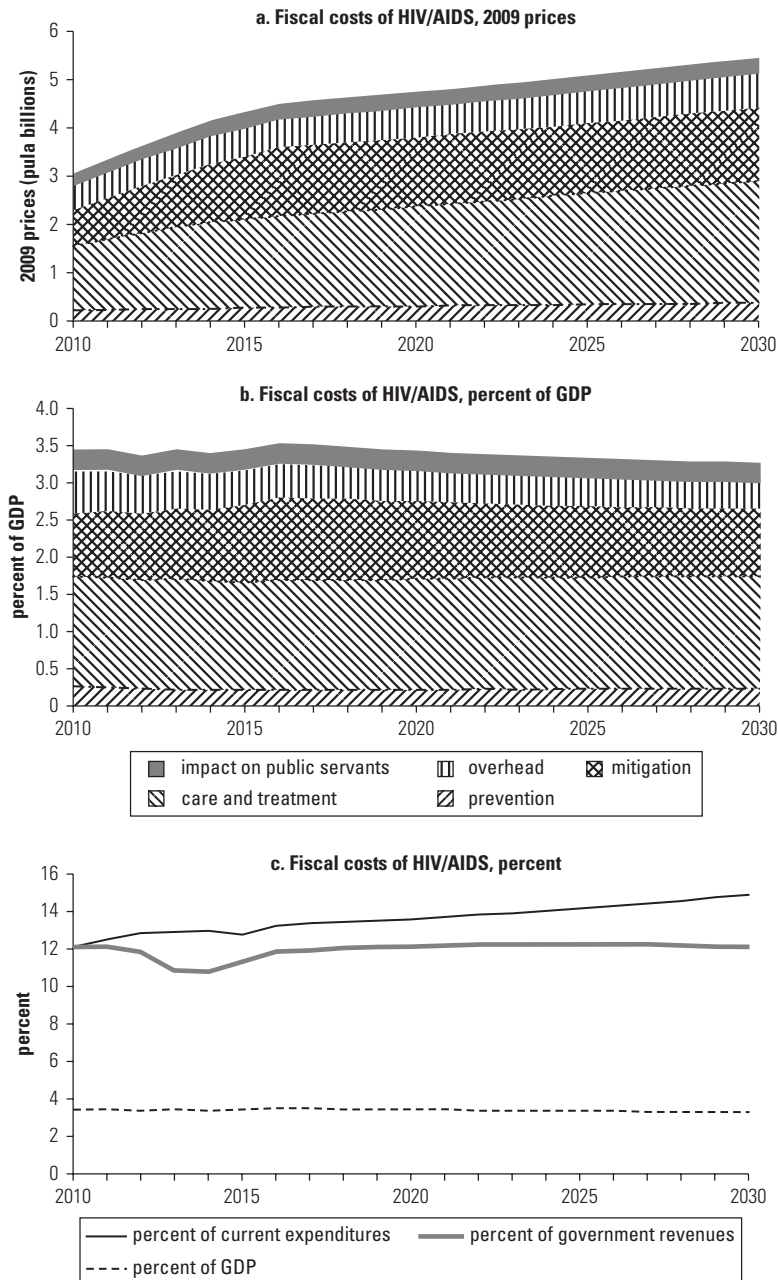 a. Fiscal costs of HIV/AIDS, 2009 prices
2009 prices (pula billions)
6
5
4
3
2
1
0
2010 2015 2020 2025 2030
b. Fiscal costs of HIV/AIDS, percent of GDP
percent of GDP
4.0
3.5
3.0
2.5
2.0
1.5
1.0
0.5
0
2010 2015 2020 2025 2030
impact on public servants overhead mitigation
care and treatment prevention
c. Fiscal costs of HIV/AIDS, percent
percent
16
14
12
10
8
6
4
2
0
2010 2015 2020 2025 2030
percent of current expenditures percent of government revenues
percent of GDP